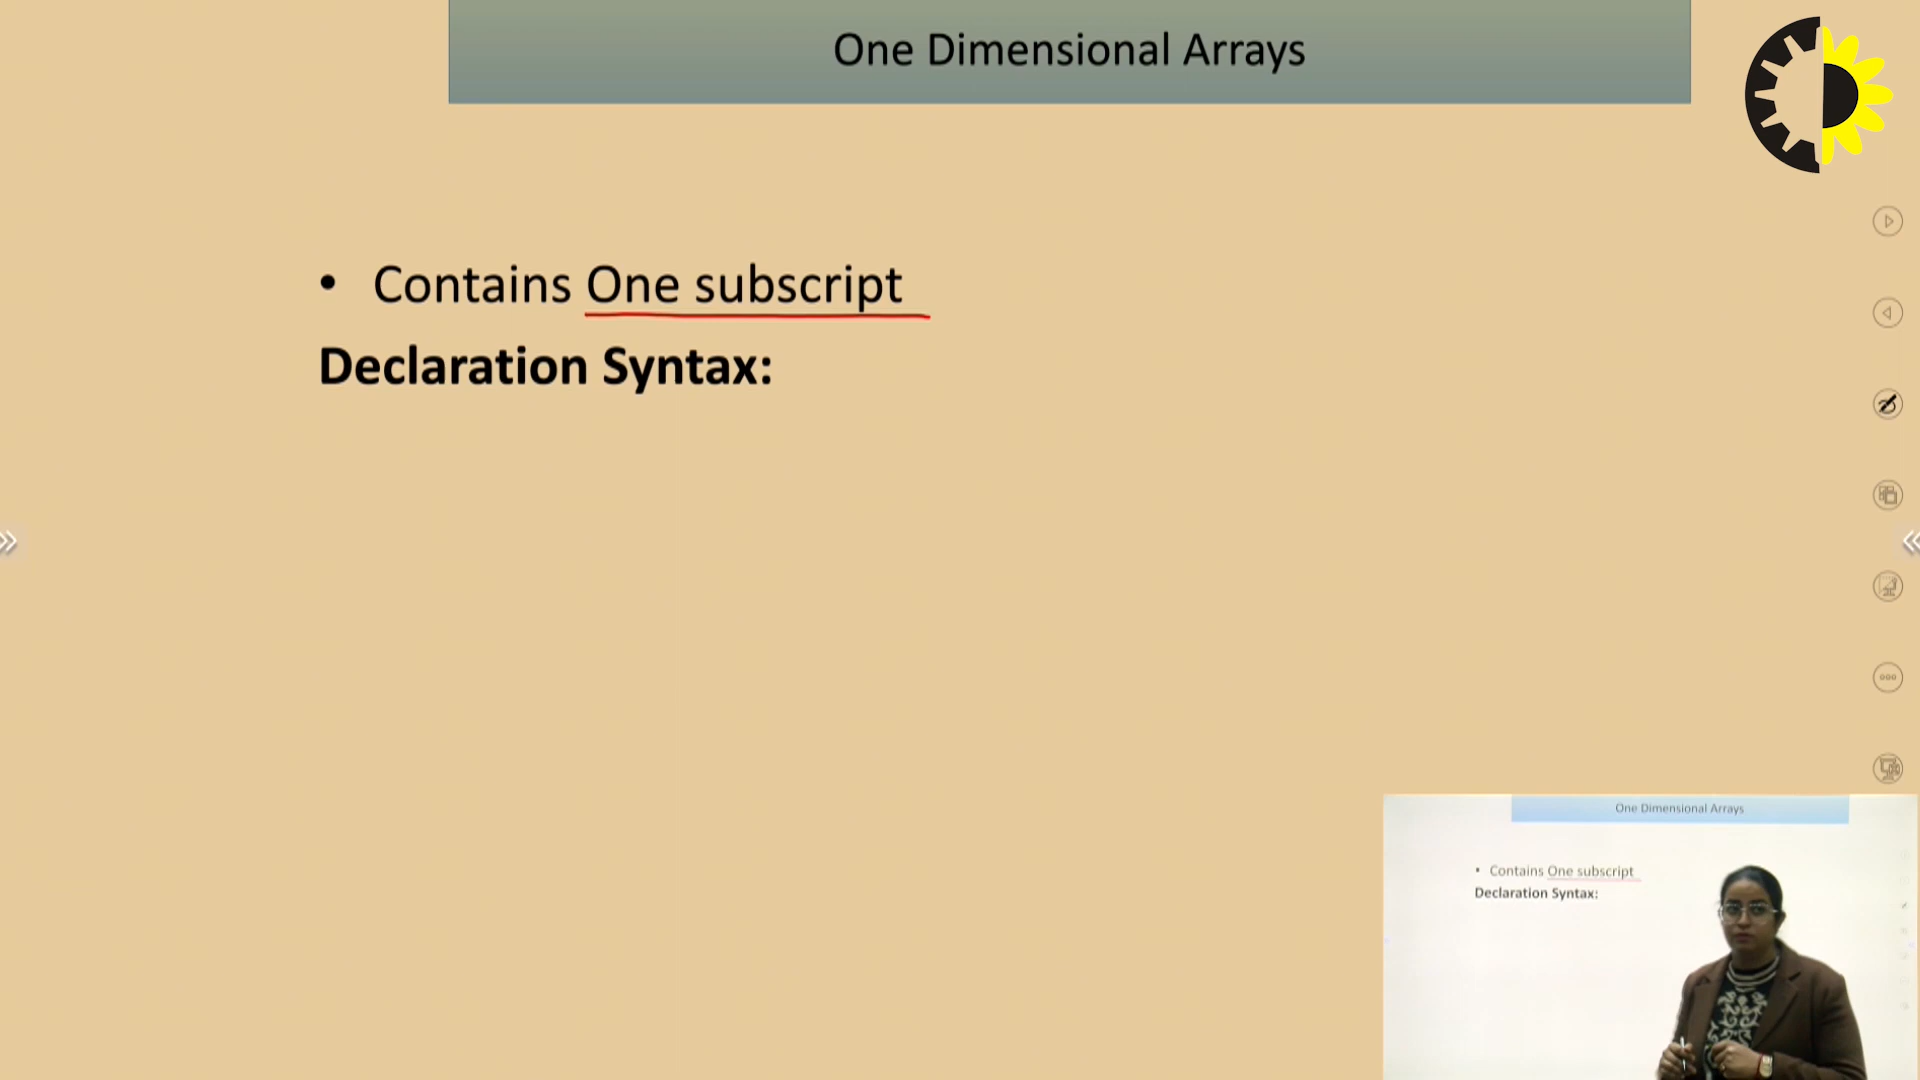 One Dimensional Arrays
• Contains One subscript
Declaration Syntax:
One Dimensional Arrays
• Contains One subscript
Declaration Syntax: